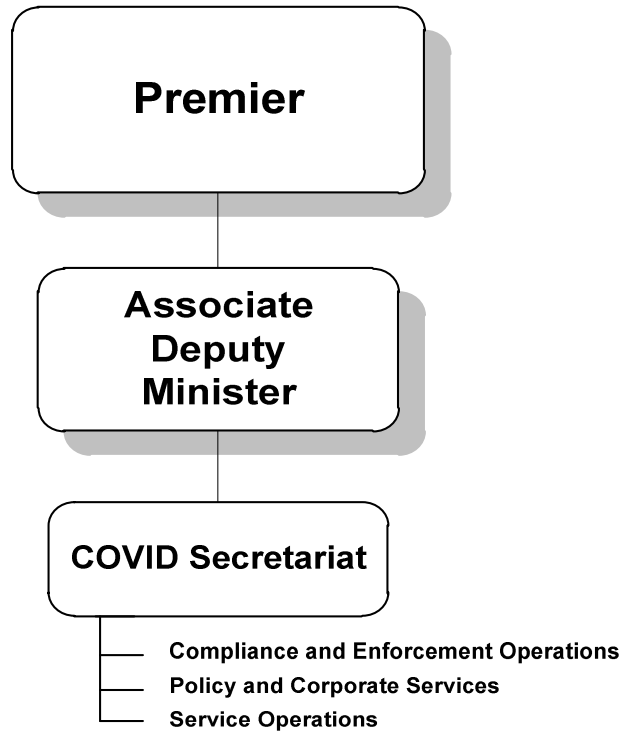 Premier
Associate
Deputy
Minister
COVID Secretariat
Compliance and Enforcement Operations
Policy and Corporate Services
Service Operations